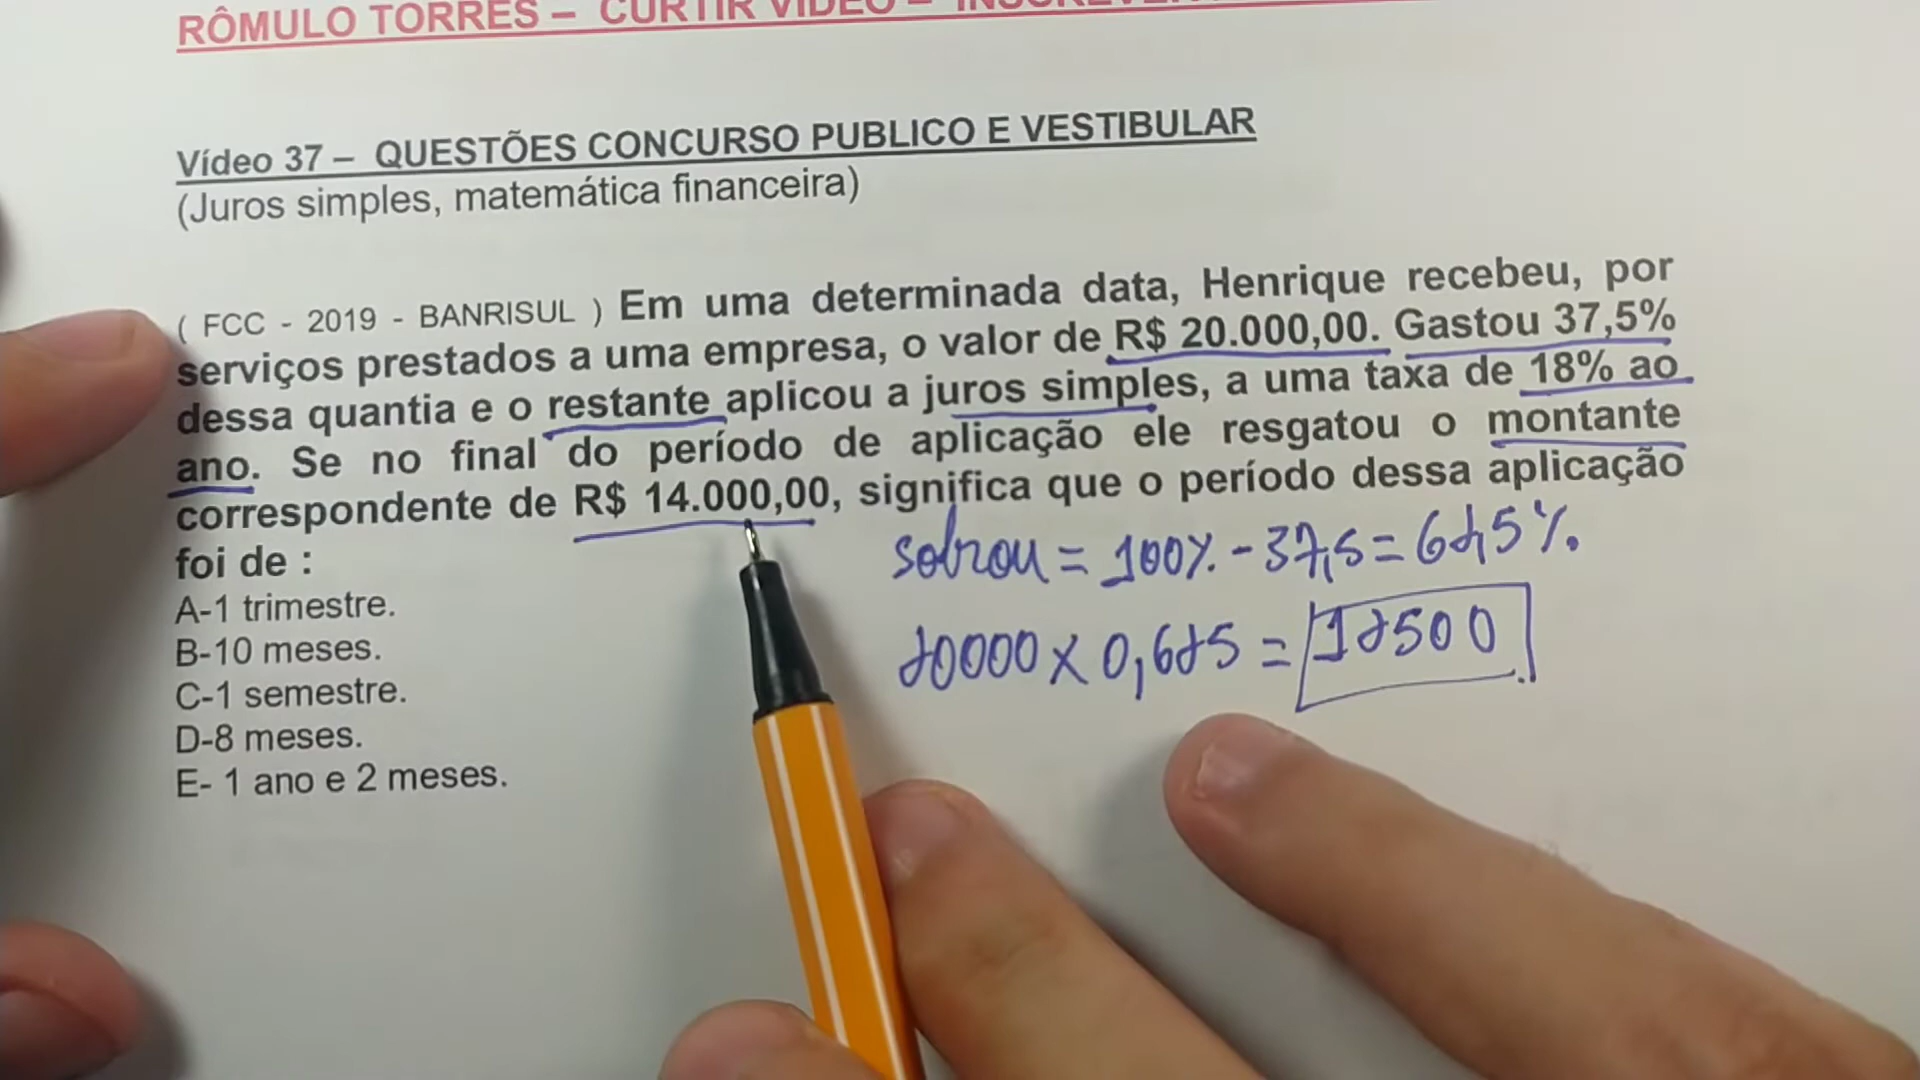 RÔMULO TORRES – CURTIR VÍDEO –
Vídeo 37 – QUESTÕES CONCURSO PUBLICO E VESTIBULAR
(Juros simples, matemática financeira)
( FCC - 2019 - BANRISUL ) Em uma determinada data, Henrique recebeu, por
serviços prestados a uma empresa, o valor de R$ 20.000,00. Gastou 37,5%
dessa quantia e o restante aplicou a juros simples, a uma taxa de 18% ao
ano. Se no final do período de aplicação ele resgatou o montante
correspondente de R$ 14.000,00, significa que o período dessa aplicação
foi de :
sobrou = 100% - 37,5 = 62,5%.
A-1 trimestre.
B-10 meses.
20000 x 0,625 = 12500
C-1 semestre.
D-8 meses.
E- 1 ano e 2 meses.